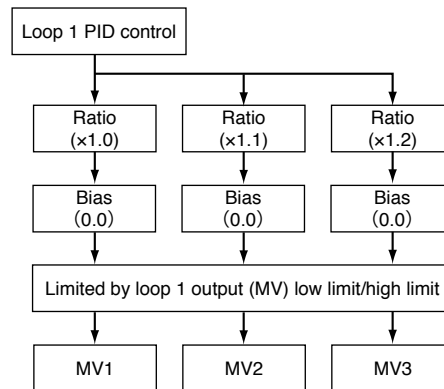 Loop 1 PID control
Ratio
(×1.0)
Ratio
(×1.1)
Ratio
(×1.2)
Bias
(0.0)
Bias
(0.0)
Bias
(0.0)
Limited by loop 1 output (MV) low limit/high limit
MV1
MV2
MV3